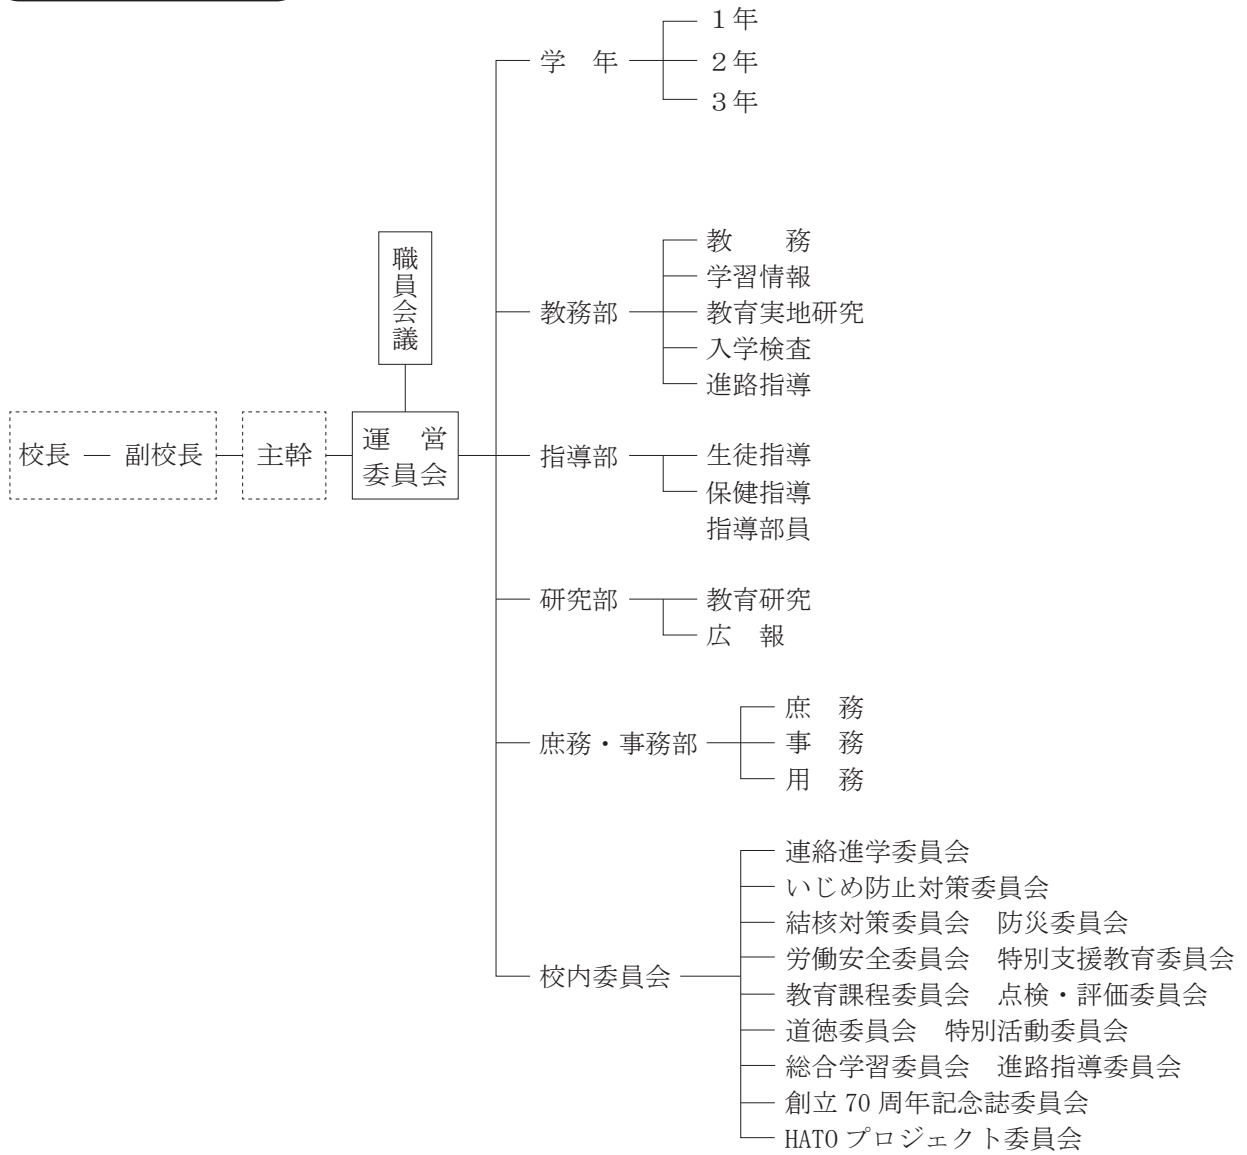 校長 ― 副校長
主幹
職員会議
運　営
委員会
学　年
１年
２年
３年
教務部
教　　務
学習情報
教育実地研究
入学検査
進路指導
指導部
生徒指導
保健指導
指導部員
研究部
教育研究
広　報
庶務・事務部
庶　務
事　務
用　務
校内委員会
連絡進学委員会
いじめ防止対策委員会
結核対策委員会　防災委員会
労働安全委員会　特別支援教育委員会
教育課程委員会　点検・評価委員会
道徳委員会　特別活動委員会
総合学習委員会　進路指導委員会
創立 70 周年記念誌委員会
HATO プロジェクト委員会